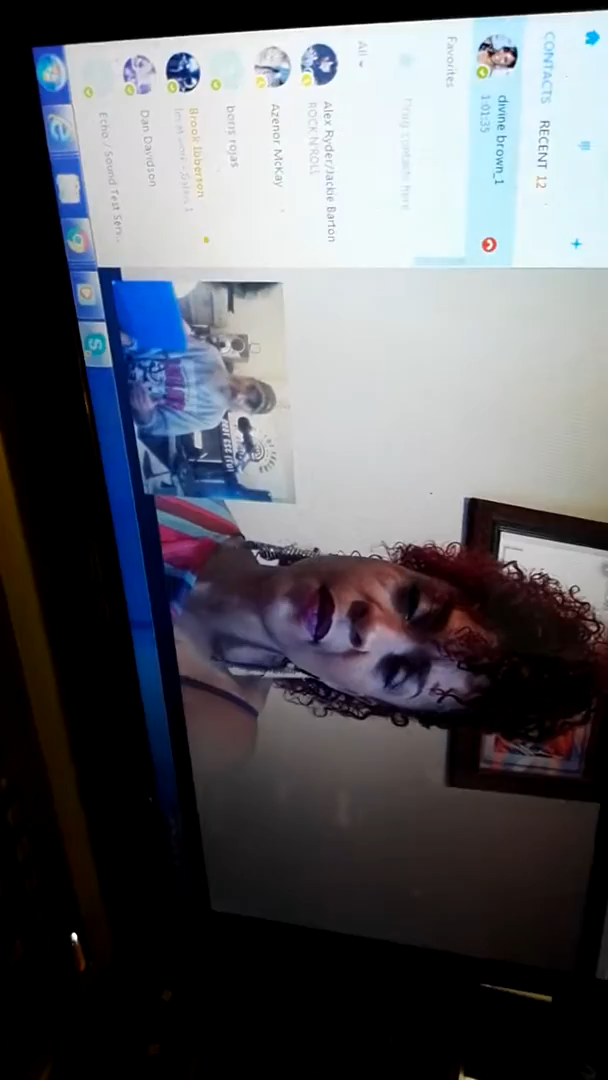 CONTACTS RECENT 12
divine brown_1
1:01:35
Favorites
Drag contacts here
All
Alex Ryder/Jackie Barton
ROCK N ROLL
Azenor McKay
boris rojas
Brook
Dan Davidson
Echo / Sound Test Serv..